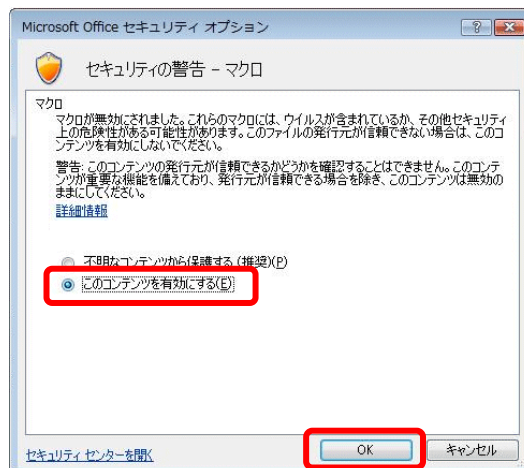 Microsoft Office セキュリティ オプション
セキュリティの警告 - マクロ
マクロ
マクロが無効にされました。これらのマクロには、ウイルスが含まれているか、その他セキュリティ
上の危険性がある可能性があります。このファイルの発行元が信頼できない場合は、このコ
ンテンツを有効にしないでください。
警告: このコンテンツの発行元が信頼できるかどうかを確認することはできません。このコンテ
ンツが重要な機能を備えており、発行元が信頼できる場合を除き、このコンテンツは無効の
ままにしてください。
詳細情報
不明なコンテンツから保護する (推奨)(P)
このコンテンツを有効にする(E)
セキュリティ センターを開く
OK
キャンセル